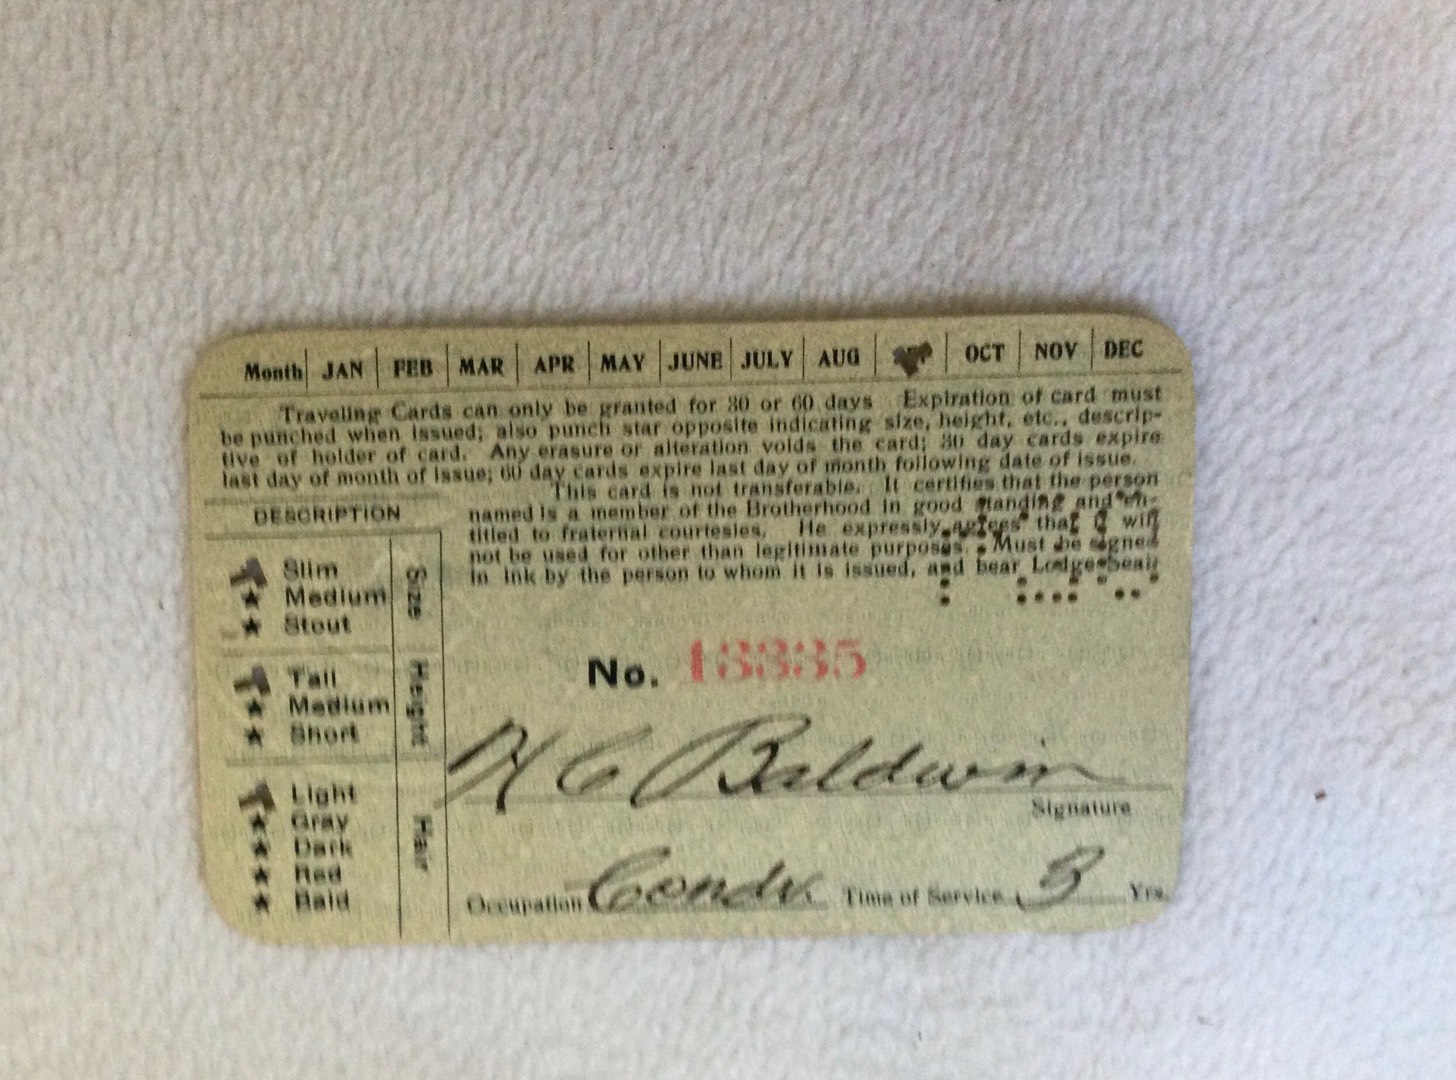 Month JAN FEB MAR APR MAY JUNE JULY AUG SEP OCT NOV DEC
Traveling Cards can only be granted for 30 or 60 days Expiration of card must
be punched when issued; also punch star opposite indicating size, height, etc., descrip-
tive of holder of card. Any erasure or alteration voids the card; 30 day cards expire
last day of month of issue; 60 day cards expire last day of month following date of issue.
This card is not transferable. It certifies that the person
named is a member of the Brotherhood in good standing and en-
titled to fraternal courtesies. He expressly agrees that it will
not be used for other than legitimate purposes. Must be signed
in ink by the person to whom it is issued, and bear Lodge Seal.
DESCRIPTION
Slim
Medium
Stout
Size
Tall
Medium
Short
Height
Light
Gray
Dark
Red
Bald
Hair
No. 13335
H C Baldwin
Signature
Occupation Condr. Time of Service 3 Yrs.